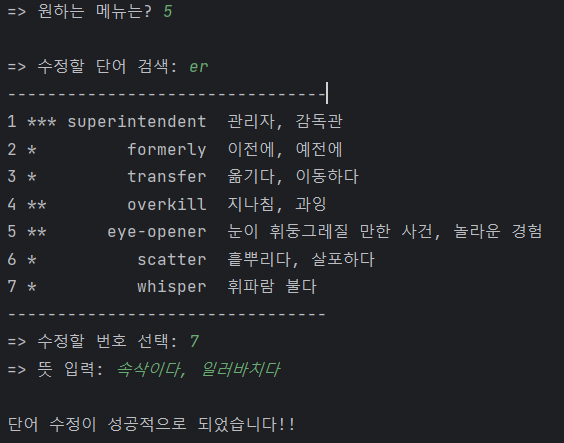 => 원하는 메뉴는? 5
=> 수정할 단어 검색: er
--------------------------------
1 *** superintendent 관리자, 감독관
2 * formerly 이전에, 예전에
3 * transfer 옮기다, 이동하다
4 ** overkill 지나침, 과잉
5 ** eye-opener 눈이 휘둥그레질 만한 사건, 놀라운 경험
6 * scatter 흩뿌리다, 살포하다
7 * whisper 휘파람 불다
--------------------------------
=> 수정할 번호 선택: 7
=> 뜻 입력: 속삭이다, 일러바치다
단어 수정이 성공적으로 되었습니다!!